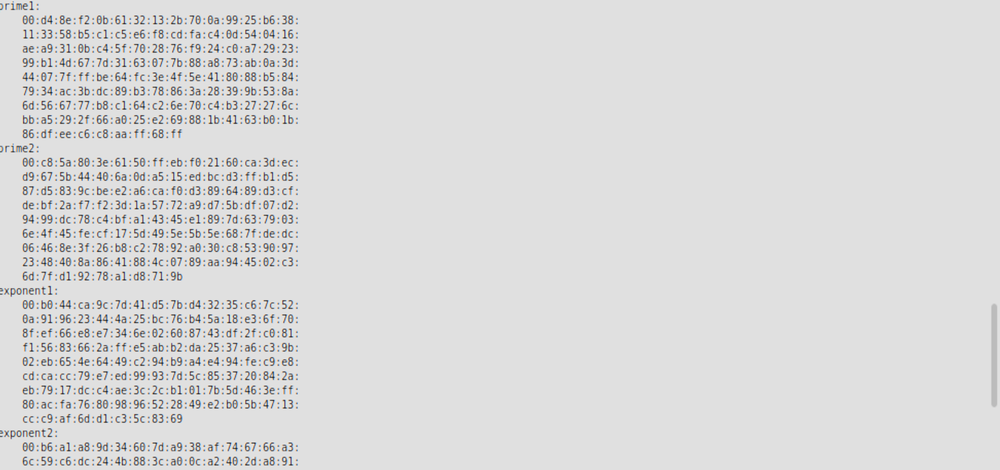 prime1:
00:d4:8e:f2:0b:61:32:13:2b:70:0a:99:25:b6:38:
11:33:58:b5:c1:c5:e6:f8:cd:fa:c4:0d:54:04:16:
ae:a9:31:0b:c4:5f:70:28:76:f9:24:c0:a7:29:23:
99:b1:4d:67:7d:31:63:07:7b:88:a8:73:ab:0a:3d:
44:07:7f:ff:be:64:fc:3e:4f:5e:41:80:88:b5:84:
79:34:ac:3b:dc:89:b3:78:86:3a:28:39:9b:53:8a:
6d:56:67:77:b8:c1:64:c2:6e:70:c4:b3:27:27:6c:
bb:a5:29:2f:66:a0:25:e2:69:88:1b:41:63:b0:1b:
86:df:ee:c6:c8:aa:ff:68:ff
prime2:
00:c8:5a:80:3e:61:50:ff:eb:f0:21:60:ca:3d:ec:
d9:67:5b:44:40:6a:0d:a5:15:ed:bc:d3:ff:b1:d5:
87:d5:83:9c:be:e2:a6:ca:f0:d3:89:64:89:d3:cf:
de:bf:2a:f7:f2:3d:1a:57:72:a9:d7:5b:df:07:d2:
94:99:dc:78:c4:bf:a1:43:45:e1:89:7d:63:79:03:
6e:4f:45:fe:cf:17:5d:49:5e:5b:5e:68:7f:de:dc:
06:46:8e:3f:26:b8:c2:78:92:a0:30:c8:53:90:97:
23:48:40:8a:86:41:88:4c:07:89:aa:94:45:02:c3:
6d:7f:d1:92:78:a1:d8:71:9b
exponent1:
00:b0:44:ca:9c:7d:41:d5:7b:d4:32:35:c6:7c:52:
0a:91:96:23:44:4a:25:bc:76:b4:5a:18:e3:6f:70:
8f:ef:66:e8:e7:34:6e:02:60:87:43:df:2f:c0:81:
f1:56:83:66:2a:ff:e5:ab:b2:da:25:37:a6:c3:9b:
02:eb:65:4e:64:49:c2:94:b9:a4:e4:94:fe:c9:e8:
cd:ca:cc:79:e7:ed:99:93:7d:5c:85:37:20:84:2a:
eb:79:17:dc:c4:ae:3c:2c:b1:01:7b:5d:46:3e:ff:
80:ac:fa:76:80:98:96:52:28:49:e2:b0:5b:47:13:
cc:c9:af:6d:d1:c3:5c:83:69
exponent2:
00:b6:a1:a8:9d:34:60:7d:a9:38:af:74:67:66:a3:
6c:59:c6:dc:24:4b:88:3c:a0:0c:a2:40:2d:a8:91: